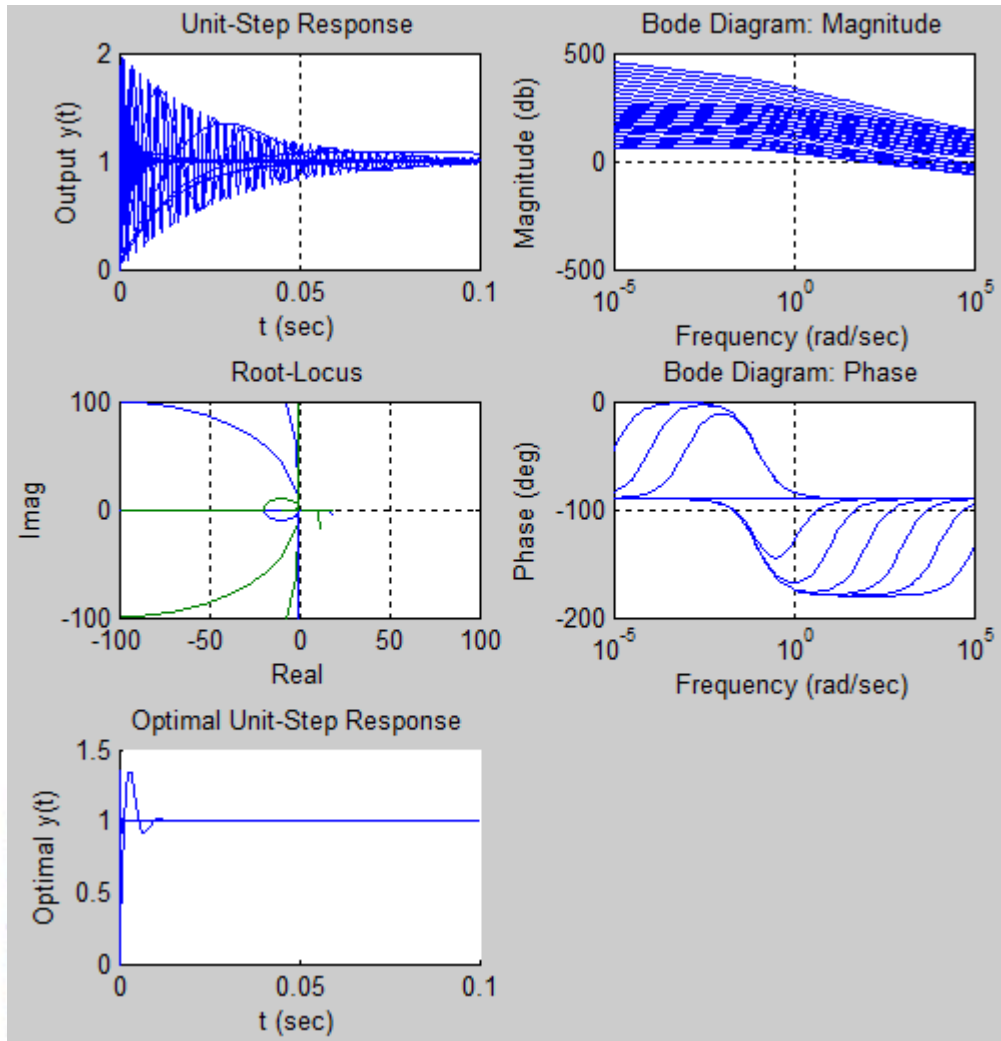 Unit-Step Response
2
1
0
Output y(t)
0
0.05
0.1
t (sec)
Bode Diagram: Magnitude
500
0
-500
Magnitude (db)
10^-5
10^0
10^5
Frequency (rad/sec)
Root-Locus
100
0
-100
Imag
-100
-50
0
50
100
Real
Bode Diagram: Phase
0
-100
-200
Phase (deg)
10^-5
10^0
10^5
Frequency (rad/sec)
Optimal Unit-Step Response
1.5
1
0.5
0
Optimal y(t)
0
0.05
0.1
t (sec)